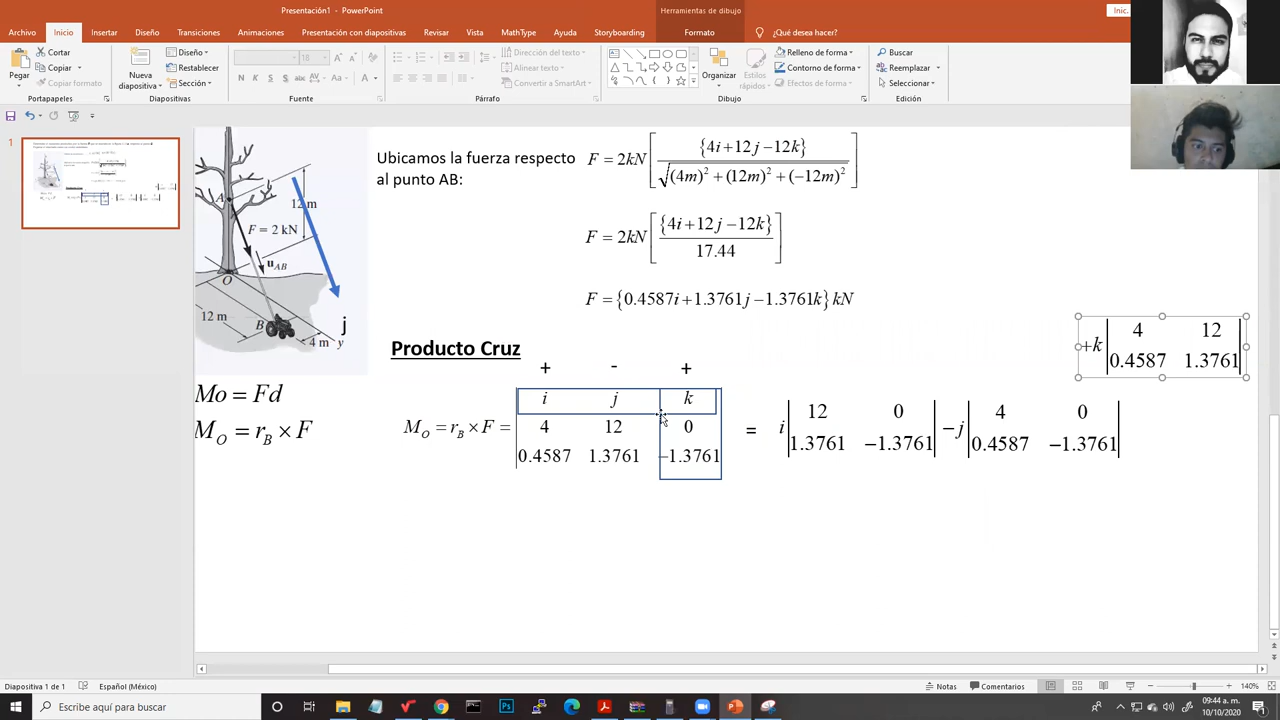 Presentación1 - PowerPoint
Herramientas de dibujo
Inic.
Archivo Inicio Insertar Diseño Transiciones Animaciones Presentación con diapositivas Revisar Vista MathType Ayuda Storyboarding Formato ¿Qué desea hacer?
Pegar
Cortar
Copiar
Copiar formato
Portapapeles
Nueva diapositiva
Diseño
Restablecer
Sección
Diapositivas
18
N K S S abc AV Aa A
Fuente
Dirección del texto
Alinear texto
Convertir a SmartArt
Párrafo
Organizar
Estilos rápidos
Relleno de forma
Contorno de forma
Efectos de forma
Dibujo
Buscar
Reemplazar
Seleccionar
Edición
1
A
12 m
F = 2 kN
u_AB
O
12 m
B
j
4 m y
Ubicamos la fuerza respecto
al punto AB:
F = 2kN [ {4i+12j−12k} / √((4m)² + (12m)² + (−12m)²) ]
F = 2kN [ {4i+12j−12k} / 17.44 ]
F = {0.4587i+1.3761j−1.3761k} kN
Producto Cruz
+ - +
Mo = Fd
M_O = r_B × F
M_O = r_B × F =
i j k
4 12 0
0.4587 1.3761 −1.3761
=
i | 12 0 |
| 1.3761 −1.3761 |
−j | 4 0 |
| 0.4587 −1.3761 |
+k | 4 12 |
| 0.4587 1.3761 |
Diapositiva 1 de 1 Español (México) Notas Comentarios 140%
Escribe aquí para buscar
09:44 a. m.
10/10/2020